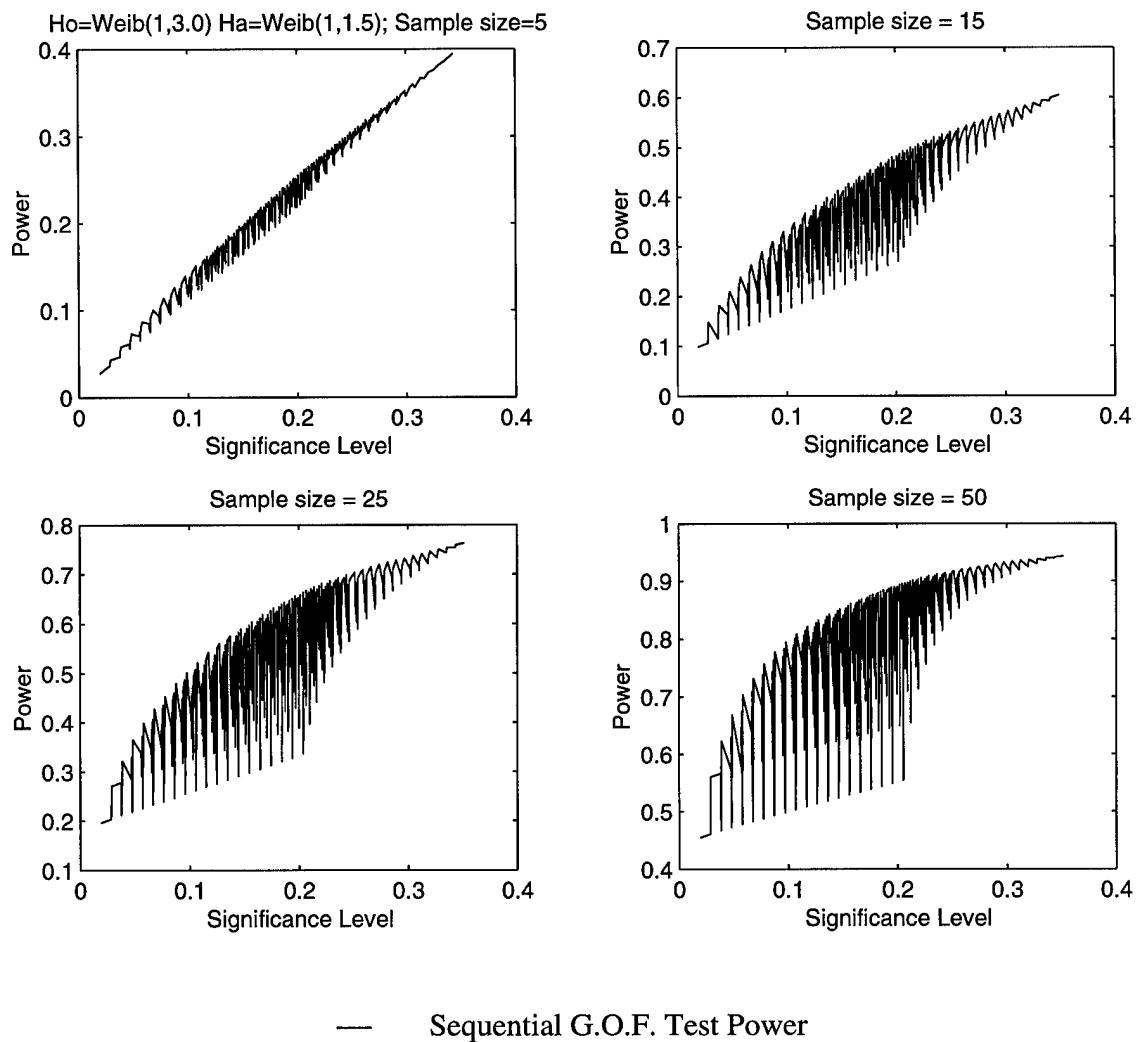 Ho=Weib(1,3.0) Ha=Weib(1,1.5); Sample size=5
0.4
0.3
0.2
0.1
0
Power
0 0.1 0.2 0.3 0.4
Significance Level
Sample size = 15
0.7
0.6
0.5
0.4
0.3
0.2
0.1
0
Power
0 0.1 0.2 0.3 0.4
Significance Level
Sample size = 25
0.8
0.7
0.6
0.5
0.4
0.3
0.2
0.1
Power
0 0.1 0.2 0.3 0.4
Significance Level
Sample size = 50
1
0.9
0.8
0.7
0.6
0.5
0.4
Power
0 0.1 0.2 0.3 0.4
Significance Level
Sequential G.O.F. Test Power